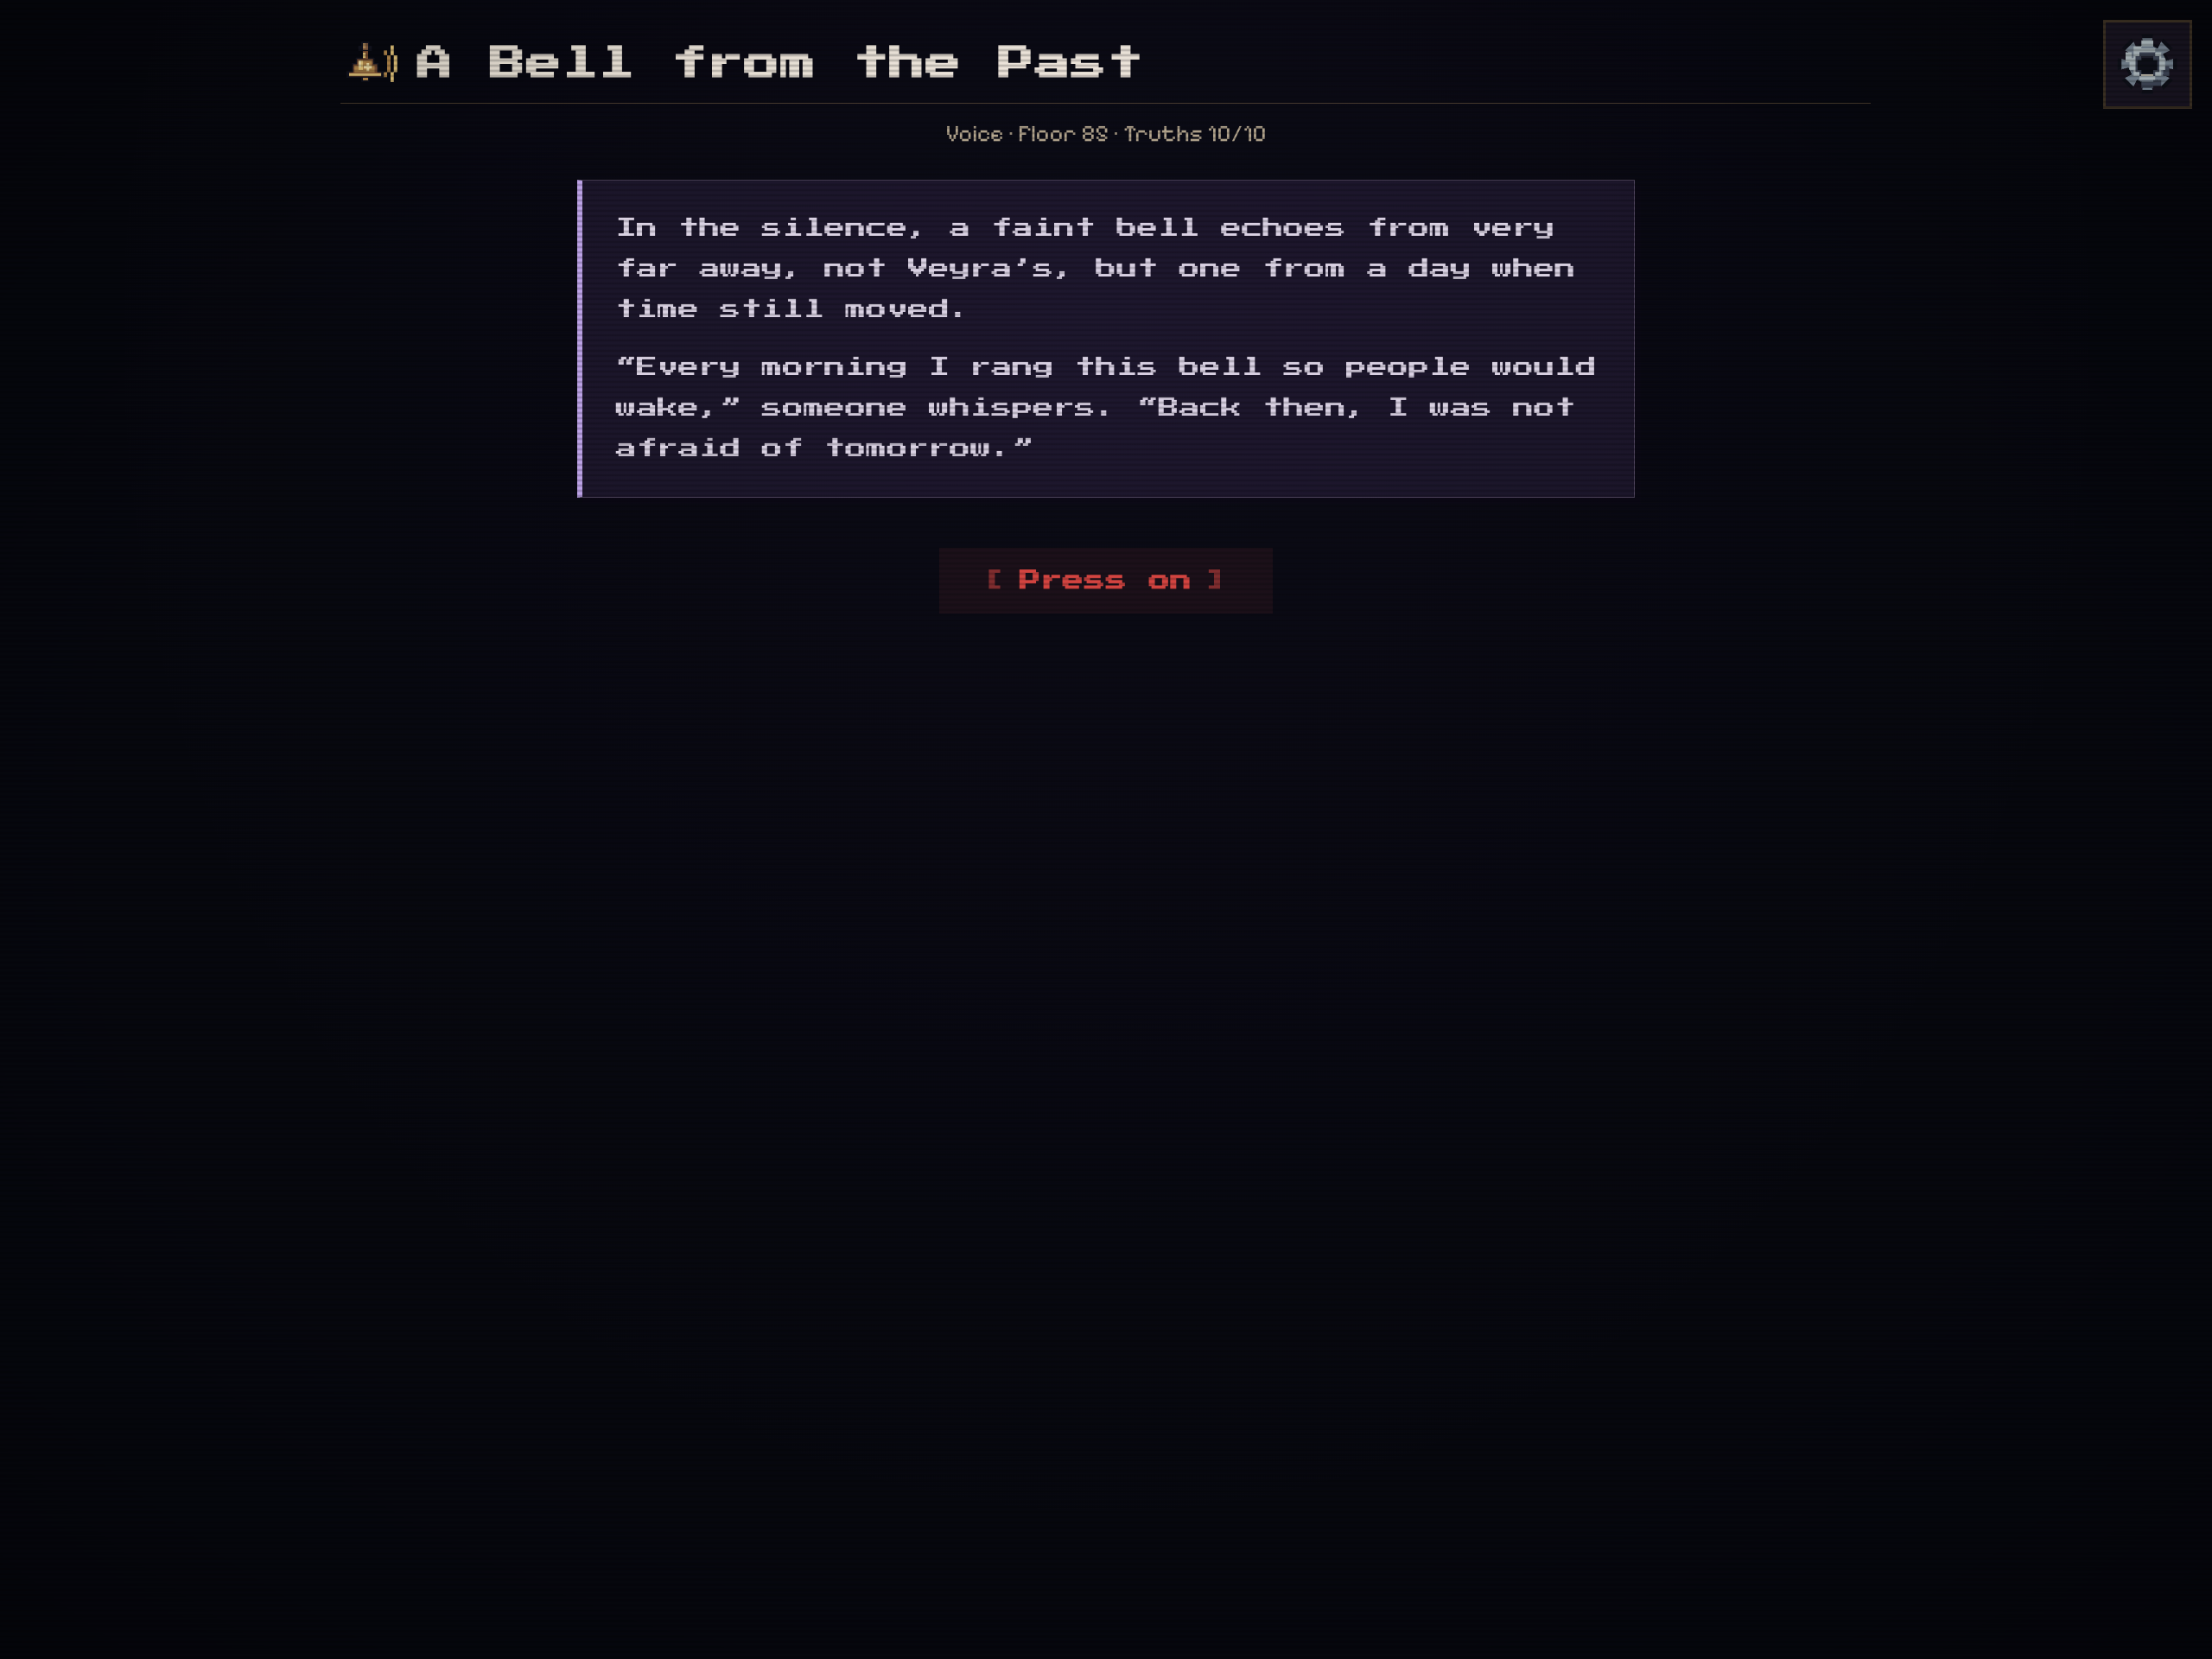 A Bell from the Past
Voice · Floor 88 · Truths 10/10
In the silence, a faint bell echoes from very
far away, not Veyra’s, but one from a day when
time still moved.
“Every morning I rang this bell so people would
wake,” someone whispers. “Back then, I was not
afraid of tomorrow.”
[ Press on ]